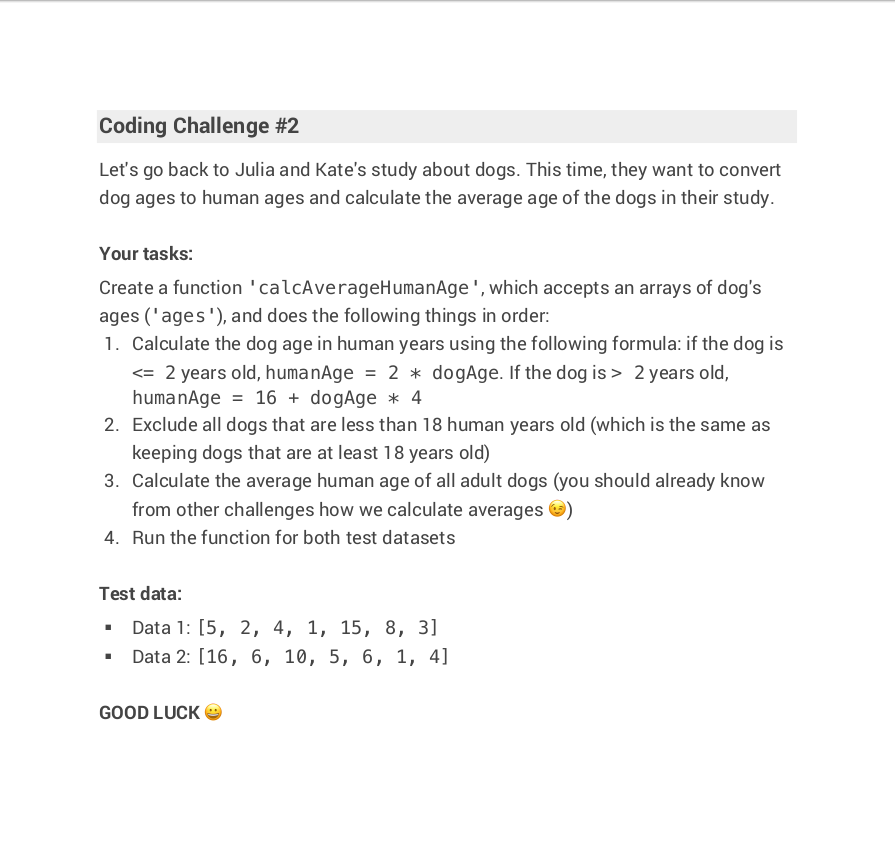 Coding Challenge #2
Let's go back to Julia and Kate's study about dogs. This time, they want to convert
dog ages to human ages and calculate the average age of the dogs in their study.
Your tasks:
Create a function 'calcAverageHumanAge', which accepts an arrays of dog's
ages ('ages'), and does the following things in order:
1. Calculate the dog age in human years using the following formula: if the dog is
<= 2 years old, humanAge = 2 * dogAge. If the dog is > 2 years old,
humanAge = 16 + dogAge * 4
2. Exclude all dogs that are less than 18 human years old (which is the same as
keeping dogs that are at least 18 years old)
3. Calculate the average human age of all adult dogs (you should already know
from other challenges how we calculate averages 😉)
4. Run the function for both test datasets
Test data:
▪ Data 1: [5, 2, 4, 1, 15, 8, 3]
▪ Data 2: [16, 6, 10, 5, 6, 1, 4]
GOOD LUCK 😀